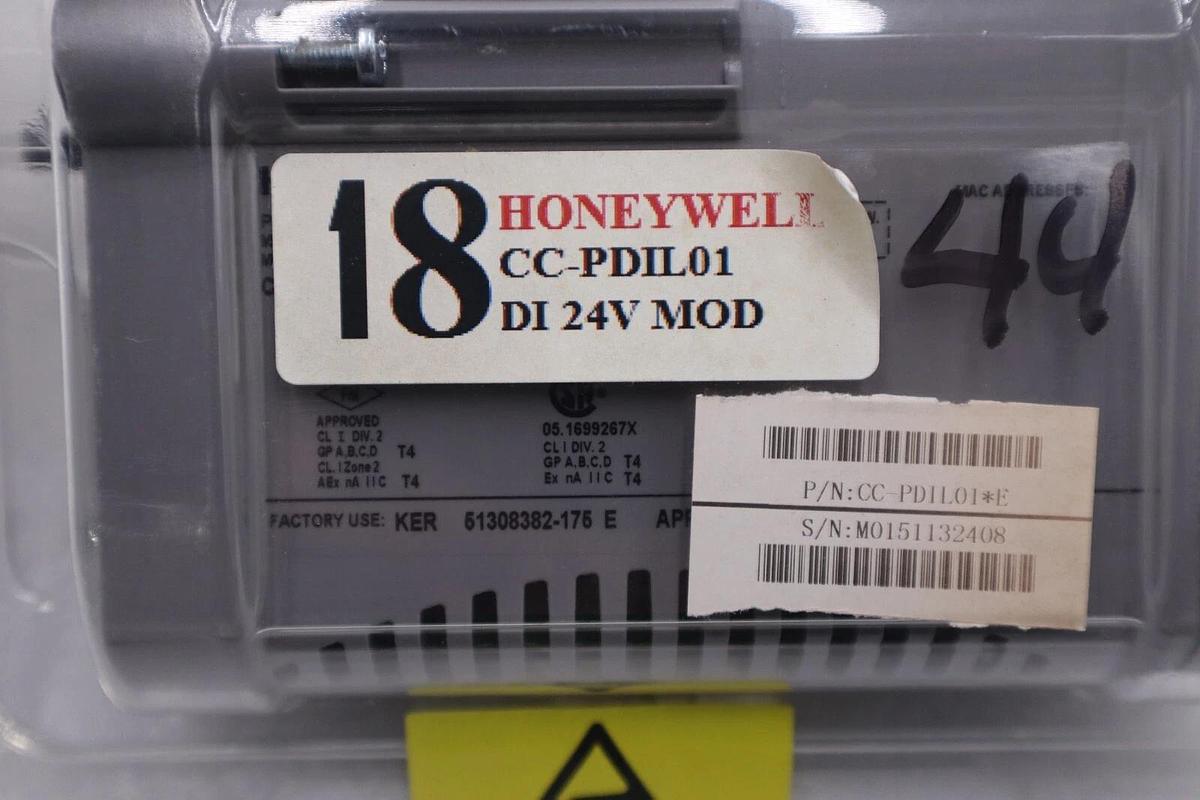 18
HONEYWELL
CC-PDIL01
DI 24V MOD
MAC ADDRESSES:
44
APPROVED
CL I DIV. 2
GP A,B,C,D T4
CL. I Zone 2
AEx nA IIC T4
05.1699267X
CL I DIV. 2
GP A,B,C,D T4
Ex nA IIC T4
FACTORY USE: KER 51308382-175 E
P/N:CC-PDIL01*E
S/N:M0151132408